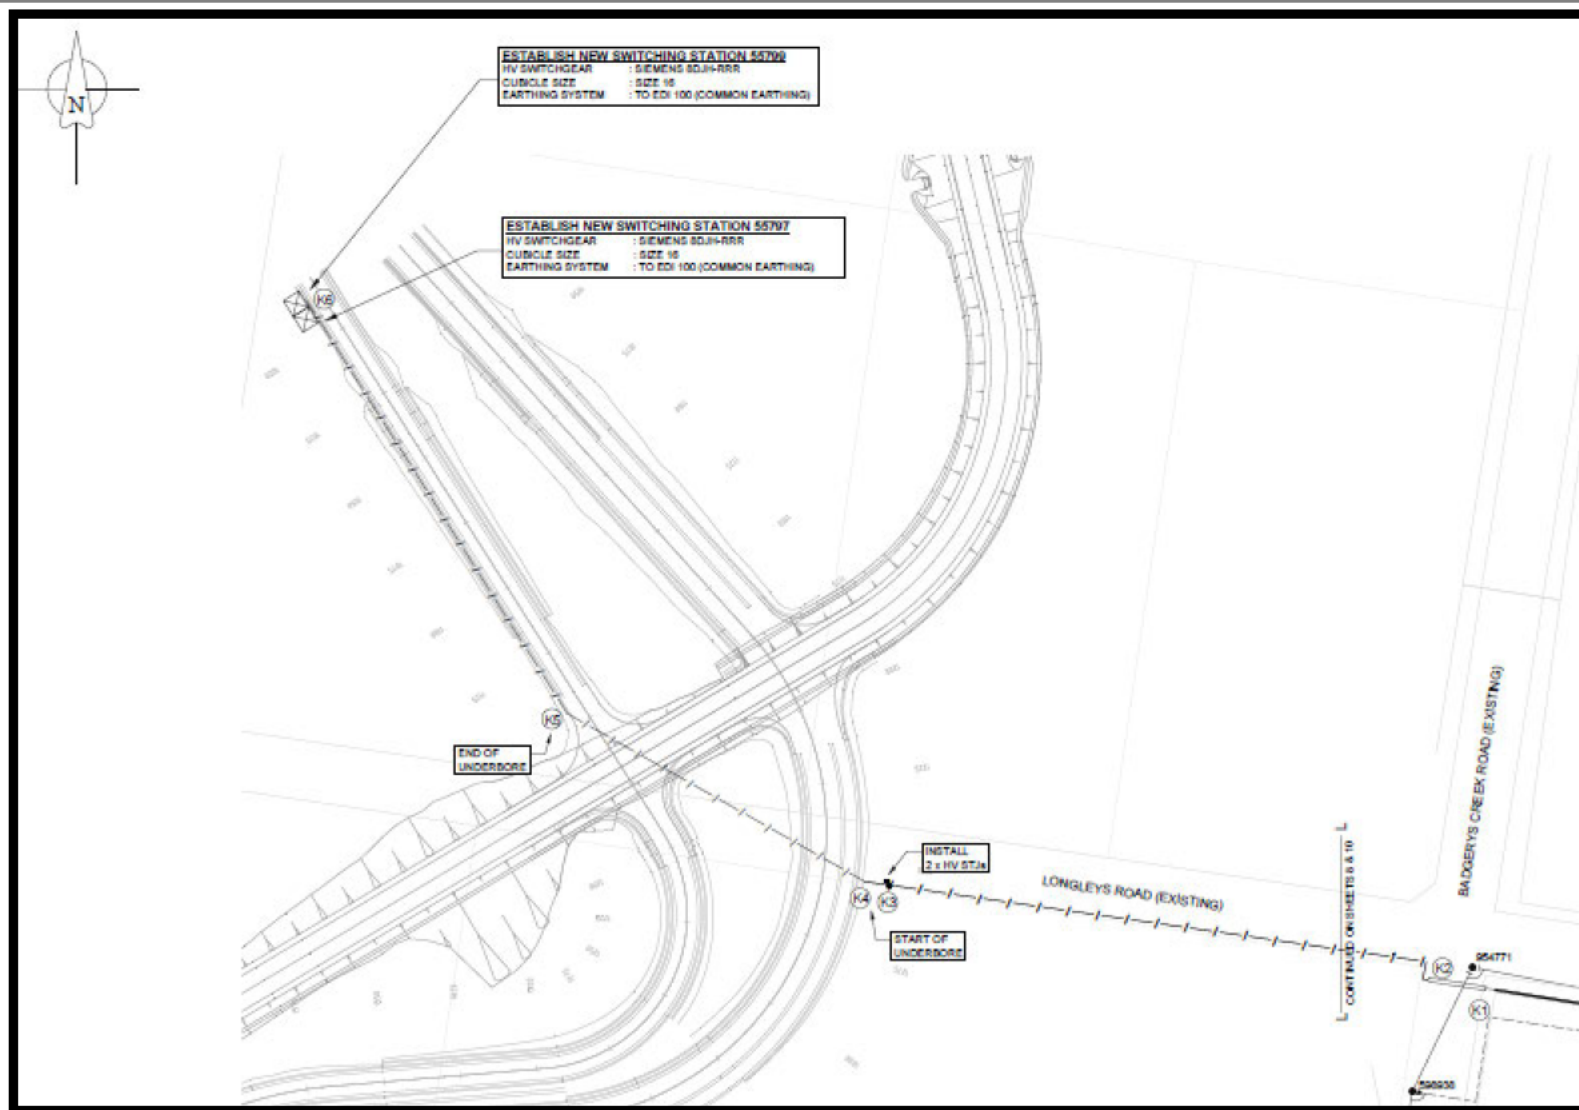 N
ESTABLISH NEW SWITCHING STATION 55799
HV SWITCHGEAR : SIEMENS 8DJH-RRR
CUBICLE SIZE : SIZE 16
EARTHING SYSTEM : TO EDI 100 (COMMON EARTHING)
ESTABLISH NEW SWITCHING STATION 55797
HV SWITCHGEAR : SIEMENS 8DJH-RRR
CUBICLE SIZE : SIZE 16
EARTHING SYSTEM : TO EDI 100 (COMMON EARTHING)
K6
K5
END OF
UNDERBORE
INSTALL
2 x HV STJs
K4
K3
START OF
UNDERBORE
LONGLEYS ROAD (EXISTING)
CONTINUED ON SHEETS 8 & 10
BADGERYS CREEK ROAD (EXISTING)
K2
954771
K1
598938